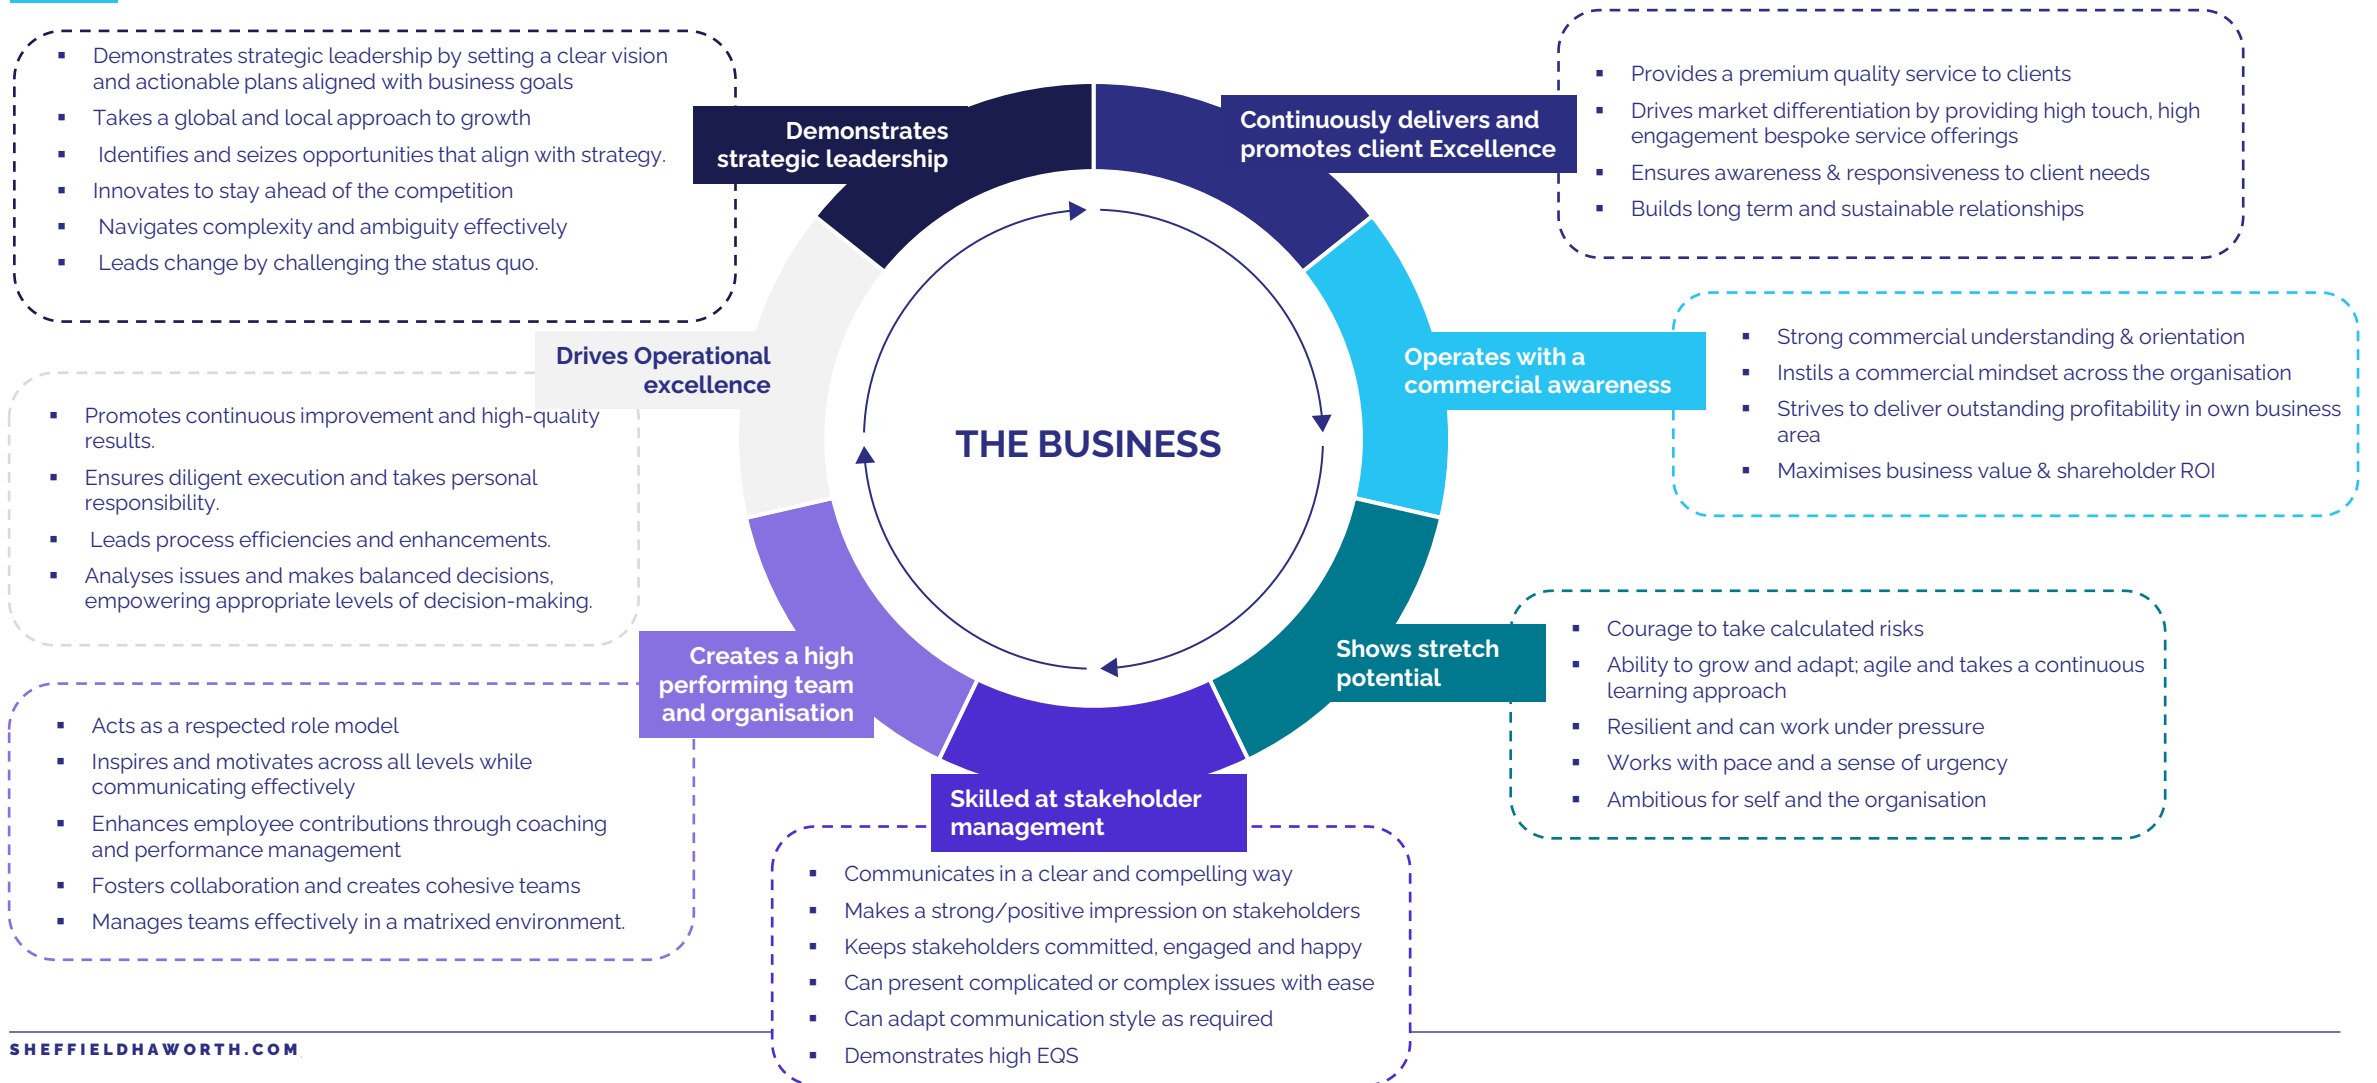 Demonstrates strategic leadership by setting a clear vision
and actionable plans aligned with business goals
Takes a global and local approach to growth
Identifies and seizes opportunities that align with strategy.
Innovates to stay ahead of the competition
Navigates complexity and ambiguity effectively
Leads change by challenging the status quo.
Demonstrates
strategic leadership
Continuously delivers and
promotes client Excellence
Provides a premium quality service to clients
Drives market differentiation by providing high touch, high
engagement bespoke service offerings
Ensures awareness & responsiveness to client needs
Builds long term and sustainable relationships
Drives Operational
excellence
Promotes continuous improvement and high-quality
results.
Ensures diligent execution and takes personal
responsibility.
Leads process efficiencies and enhancements.
Analyses issues and makes balanced decisions,
empowering appropriate levels of decision-making.
THE BUSINESS
Operates with a
commercial awareness
Strong commercial understanding & orientation
Instils a commercial mindset across the organisation
Strives to deliver outstanding profitability in own business
area
Maximises business value & shareholder ROI
Creates a high
performing team
and organisation
Acts as a respected role model
Inspires and motivates across all levels while
communicating effectively
Enhances employee contributions through coaching
and performance management
Fosters collaboration and creates cohesive teams
Manages teams effectively in a matrixed environment.
Shows stretch
potential
Courage to take calculated risks
Ability to grow and adapt; agile and takes a continuous
learning approach
Resilient and can work under pressure
Works with pace and a sense of urgency
Ambitious for self and the organisation
Skilled at stakeholder
management
Communicates in a clear and compelling way
Makes a strong/positive impression on stakeholders
Keeps stakeholders committed, engaged and happy
Can present complicated or complex issues with ease
Can adapt communication style as required
Demonstrates high EQS
SHEFFIELDHAWORTH.COM